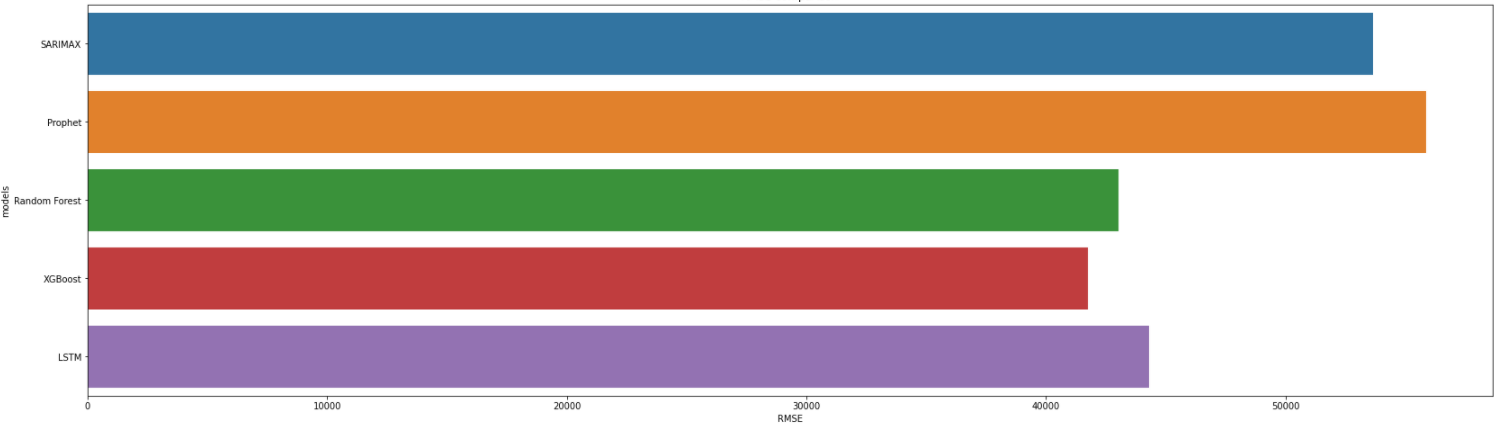 SARIMAX
Prophet
Random Forest
XGBoost
LSTM
models
0 10000 20000 30000 40000 50000
RMSE